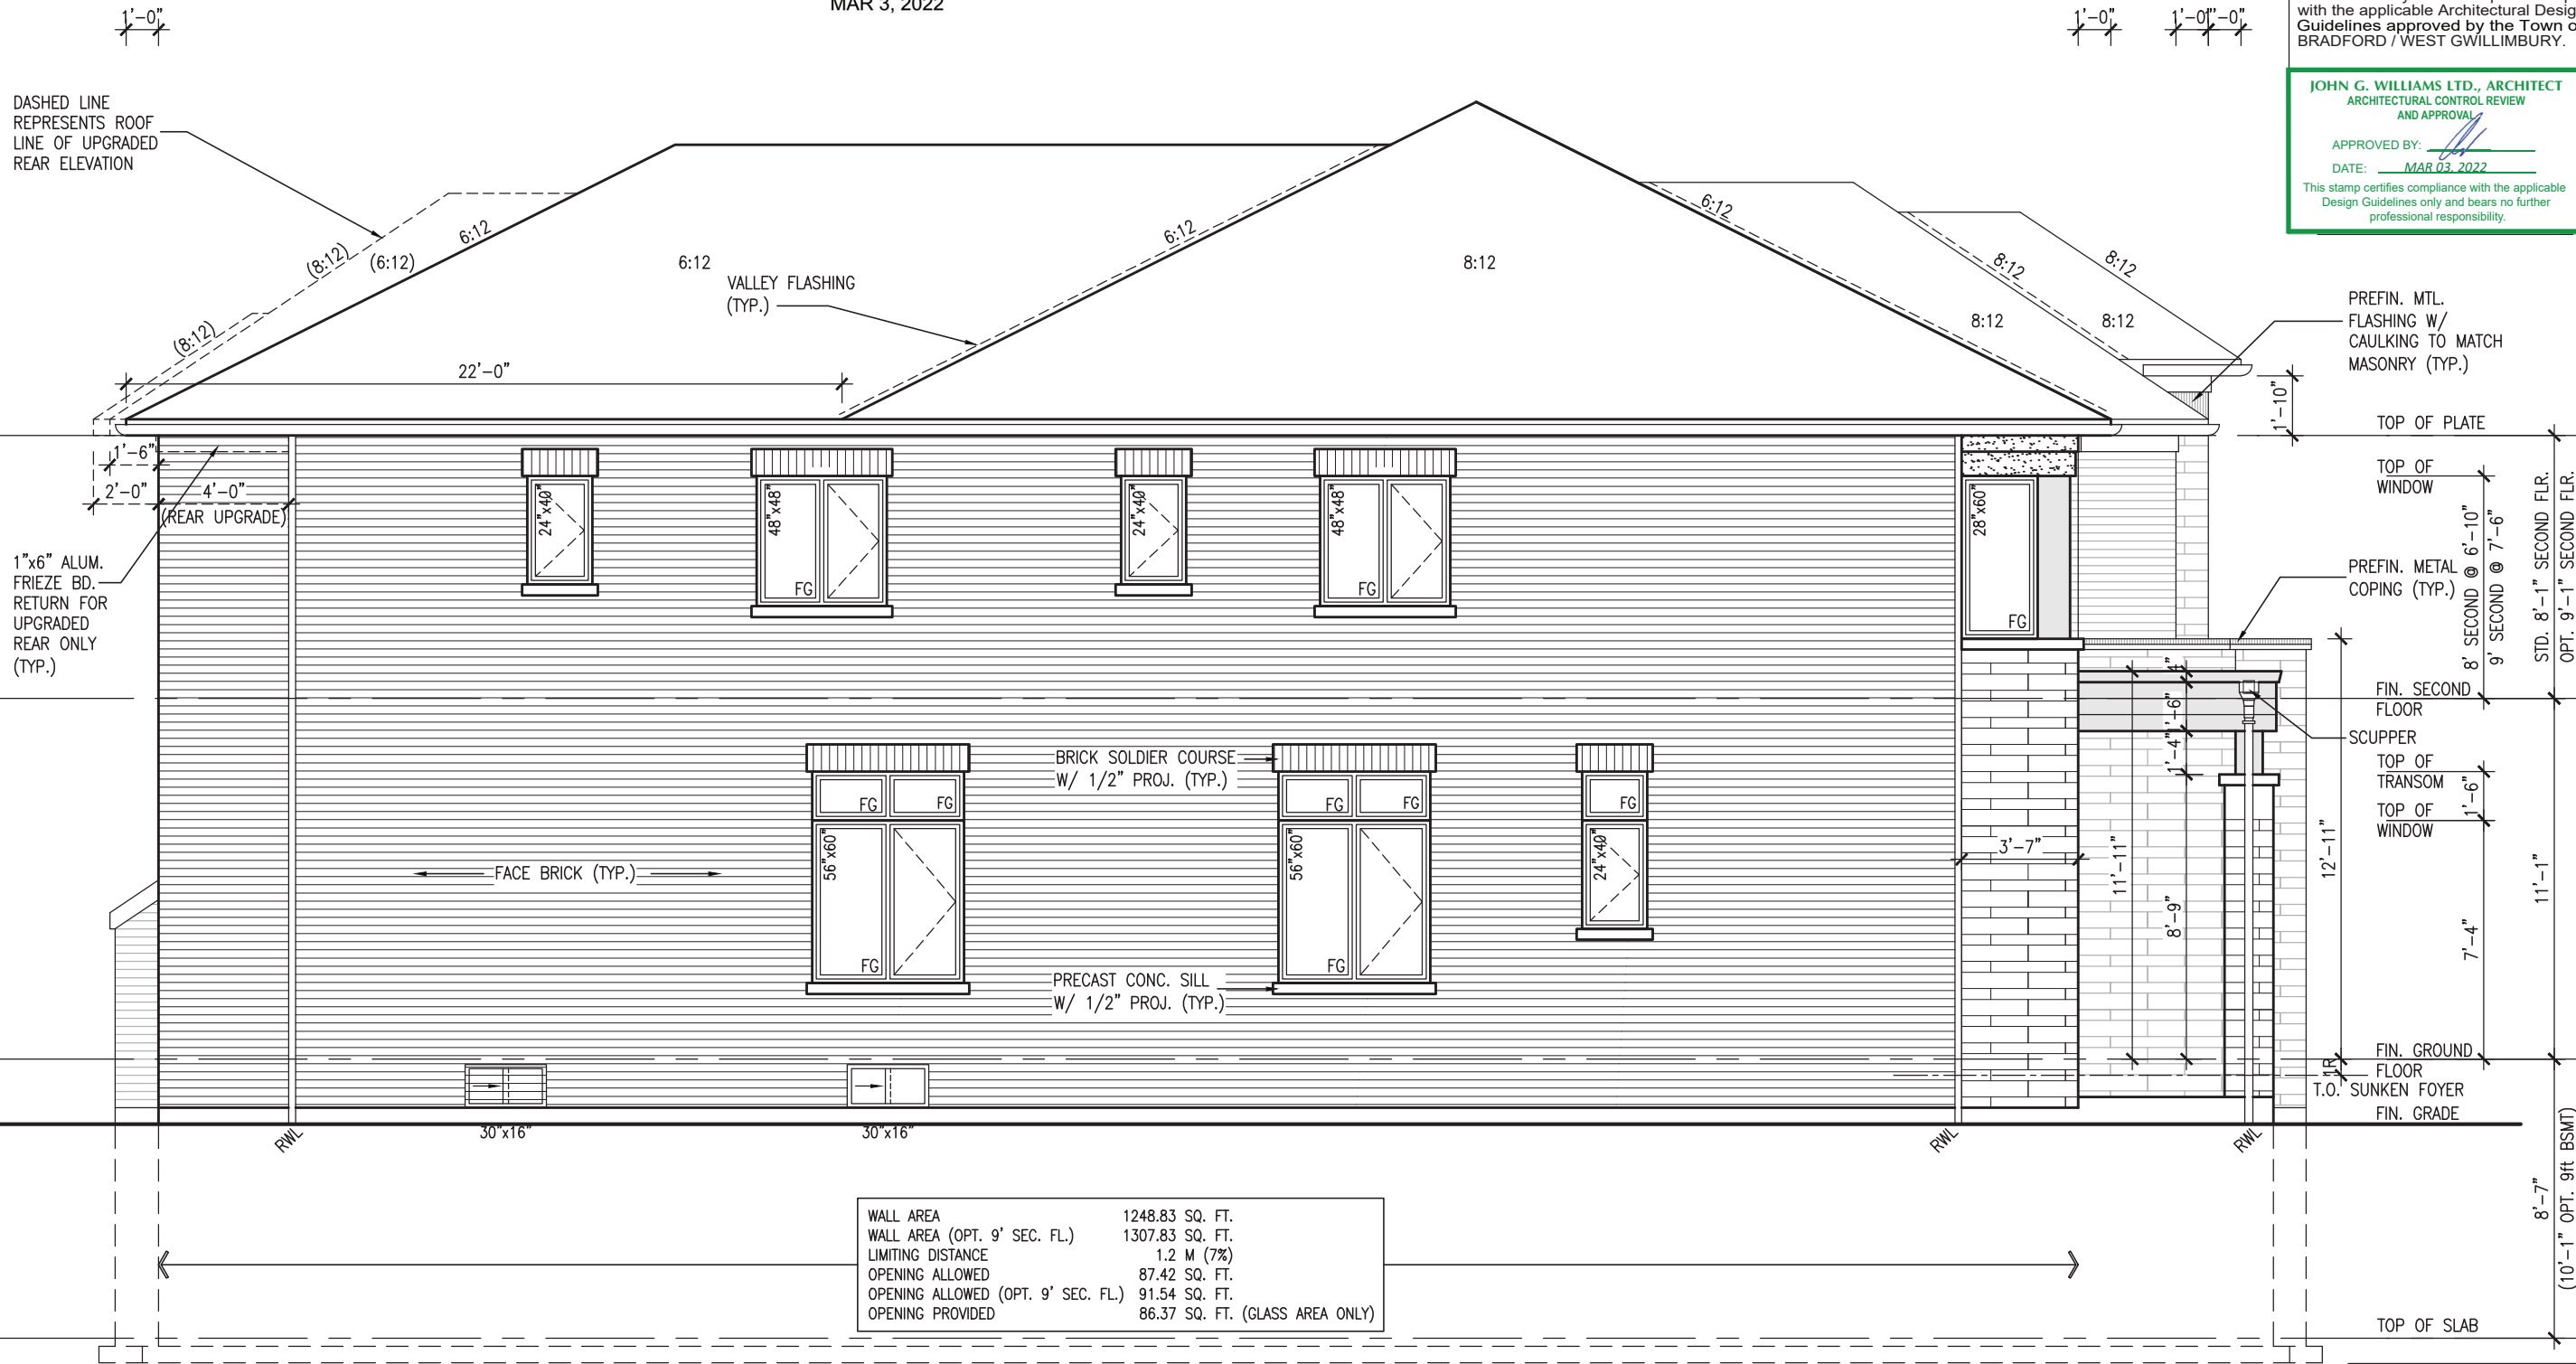 MAR 3, 2022
with the applicable Architectural Desig
Guidelines approved by the Town o
BRADFORD / WEST GWILLIMBURY.
JOHN G. WILLIAMS LTD., ARCHITECT
ARCHITECTURAL CONTROL REVIEW
AND APPROVAL
APPROVED BY:
DATE: MAR 03, 2022
This stamp certifies compliance with the applicable
Design Guidelines only and bears no further
professional responsibility.
1'-0"
1'-0"
1'-0"
1'-0"
DASHED LINE
REPRESENTS ROOF
LINE OF UPGRADED
REAR ELEVATION
(8:12)
(8:12)
6:12
(6:12)
6:12
VALLEY FLASHING
(TYP.)
6:12
8:12
6:12
8:12
8:12
8:12
8:12
22'-0"
PREFIN. MTL.
FLASHING W/
CAULKING TO MATCH
MASONRY (TYP.)
1'-10"
TOP OF PLATE
1'-6"
2'-0"
4'-0"
(REAR UPGRADE)
1"x6" ALUM.
FRIEZE BD.
RETURN FOR
UPGRADED
REAR ONLY
(TYP.)
24"x40"
48"x48"
FG
24"x40"
48"x48"
FG
28"x60"
FG
TOP OF
WINDOW
PREFIN. METAL
COPING (TYP.)
8' SECOND @ 6'-10"
9' SECOND @ 7'-6"
STD. 8'-1" SECOND FLR.
OPT. 9'-1" SECOND FLR.
FIN. SECOND
FLOOR
SCUPPER
TOP OF
TRANSOM
TOP OF
WINDOW
1'-6"
4"
1'-6"
1'-4"
BRICK SOLDIER COURSE
W/ 1/2" PROJ. (TYP.)
FG
FG
56"x60"
FG
FG
FG
56"x60"
FG
FG
24"x40"
FACE BRICK (TYP.)
PRECAST CONC. SILL
W/ 1/2" PROJ. (TYP.)
3'-7"
11'-11"
8'-9"
12'-11"
7'-4"
11'-1"
FIN. GROUND
FLOOR
1R
T.O. SUNKEN FOYER
FIN. GRADE
30"x16"
30"x16"
RWL
RWL
RWL
8'-7"
(10'-1" OPT. 9ft BSMT)
WALL AREA 1248.83 SQ. FT.
WALL AREA (OPT. 9' SEC. FL.) 1307.83 SQ. FT.
LIMITING DISTANCE 1.2 M (7%)
OPENING ALLOWED 87.42 SQ. FT.
OPENING ALLOWED (OPT. 9' SEC. FL.) 91.54 SQ. FT.
OPENING PROVIDED 86.37 SQ. FT. (GLASS AREA ONLY)
TOP OF SLAB